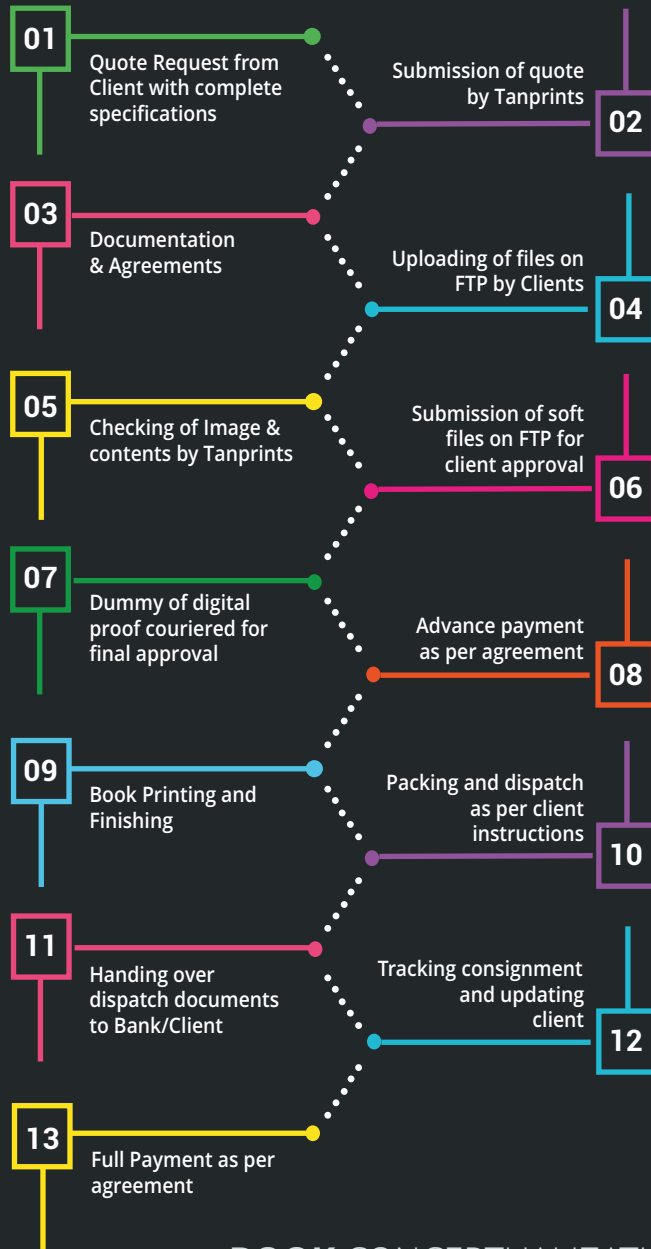 01
Quote Request from
Client with complete
specifications
Submission of quote
by Tanprints
02
03
Documentation
& Agreements
Uploading of files on
FTP by Clients
04
05
Checking of Image &
contents by Tanprints
Submission of soft
files on FTP for
client approval
06
07
Dummy of digital
proof couriered for
final approval
Advance payment
as per agreement
08
09
Book Printing and
Finishing
Packing and dispatch
as per client
instructions
10
11
Handing over
dispatch documents
to Bank/Client
Tracking consignment
and updating
client
12
13
Full Payment as per
agreement